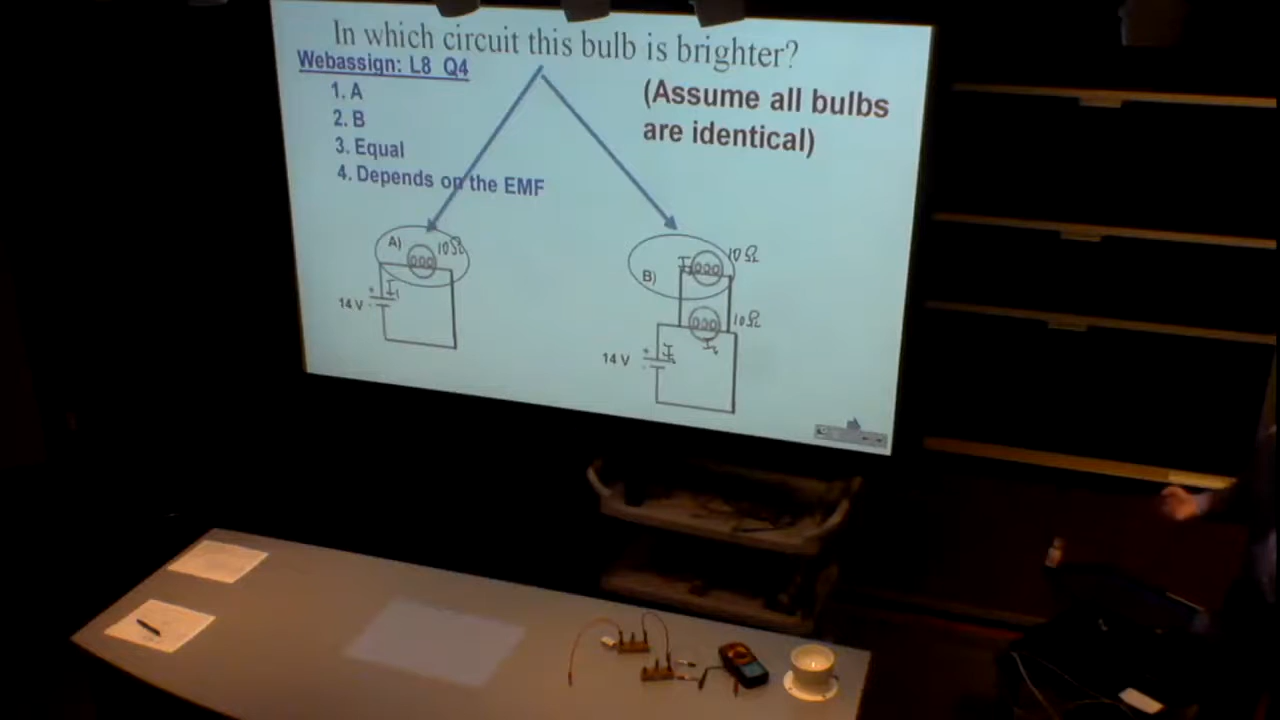 In which circuit this bulb is brighter?
Webassign: L8 Q4
1. A
2. B
3. Equal
4. Depends on the EMF
(Assume all bulbs
are identical)
A)
10Ω
+
I₁
14 V
-
B)
10Ω
10Ω
+
14 V
-